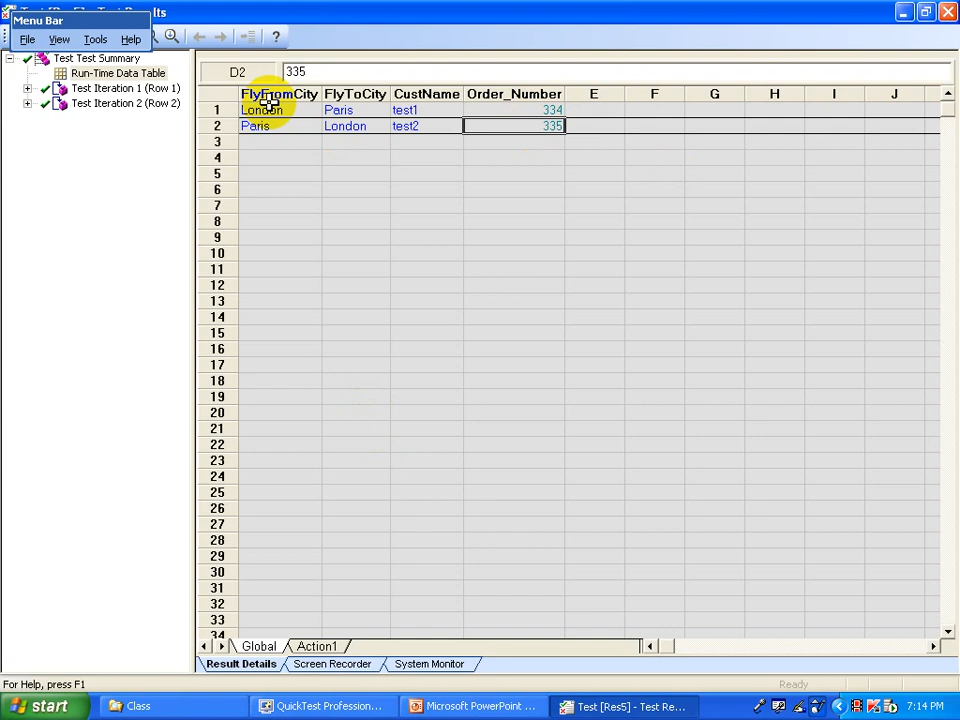 Test [Res5] - Test Results
Menu Bar
File View Tools Help
?
Test Test Summary
Run-Time Data Table
Test Iteration 1 (Row 1)
Test Iteration 2 (Row 2)
D2 335
FlyFromCity FlyToCity CustName Order_Number E F G H I J
1 London Paris test1 334
2 Paris London test2 335
3
4
5
6
7
8
9
10
11
12
13
14
15
16
17
18
19
20
21
22
23
24
25
26
27
28
29
30
31
32
33
34
Global Action1
Result Details Screen Recorder System Monitor
For Help, press F1 Ready
start Class QuickTest Profession... Microsoft PowerPoint ... Test [Res5] - Test Re... 7:14 PM